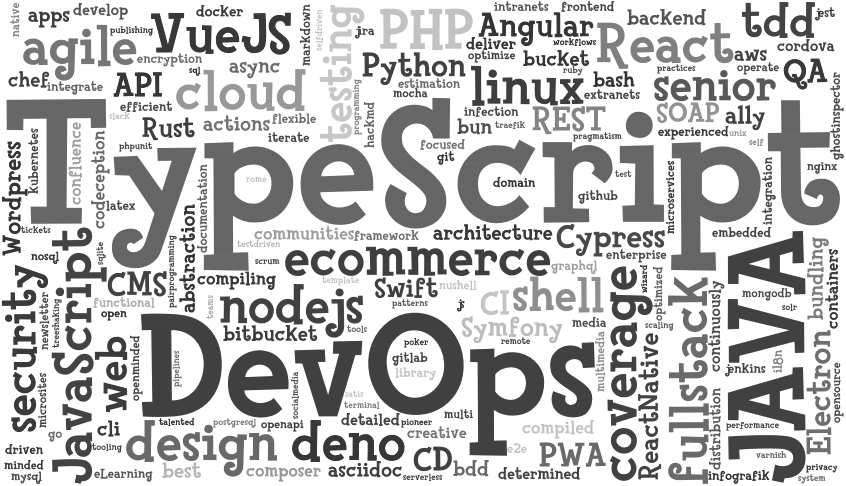 native
apps
develop
docker
publishing
agile
VueJS
selfdriven
markdown
testing
jra
PHP
intranets
frontend
Angular
deliver
workflows
optimize
bucket
ruby
backend
React
practices
tdd
jest
cordova
aws
operate
QA
chef
integrate
encryption
sql
async
API
cloud
efficient
slack
Python
estimation
mocha
programming
hackmd
linux
bash
extranets
senior
ghostinspector
Rust
actions
flexible
iterate
phpunit
infection
bun
traefik
REST
pragmatism
SOAP
ally
experienced
unix
self
focused
git
TypeScript
Wordpress
kubernetes
confluence
codeception
latex
tickets
documentation
rome
domain
github
test
microservices
integration
nginx
nosql
sqlite
pairprogramming
abstraction
communities
framework
testdriven
architecture
Cypress
embedded
enterprise
scrum
ecommerce
graphql
security
JavaScript
CMS
compiling
template
nushell
Swift
patterns
js
CI
shell
wizard
optimized
newsletter
treeshaking
functional
open
teams
nodejs
bitbucket
tools
Symfony
media
scaling
remote
coverage
fullstack
continuously
JAVA
mongodb
solr
bundling
containers
microsites
web
openminded
pipelines
DevOps
poker
gitlab
library
multimedia
ReactNative
jenkins
i18n
Electron
opensource
socialmedia
satis
terminal
talented
postgresql
openapi
detailed
pioneer
multi
creative
compiled
distribution
performance
go
cli
tooling
driven
minded
mysql
eLearning
best
design
composer
deno
asciidoc
CD
serverless
bdd
e2e
determined
PWA
infografik
varnish
privacy
system